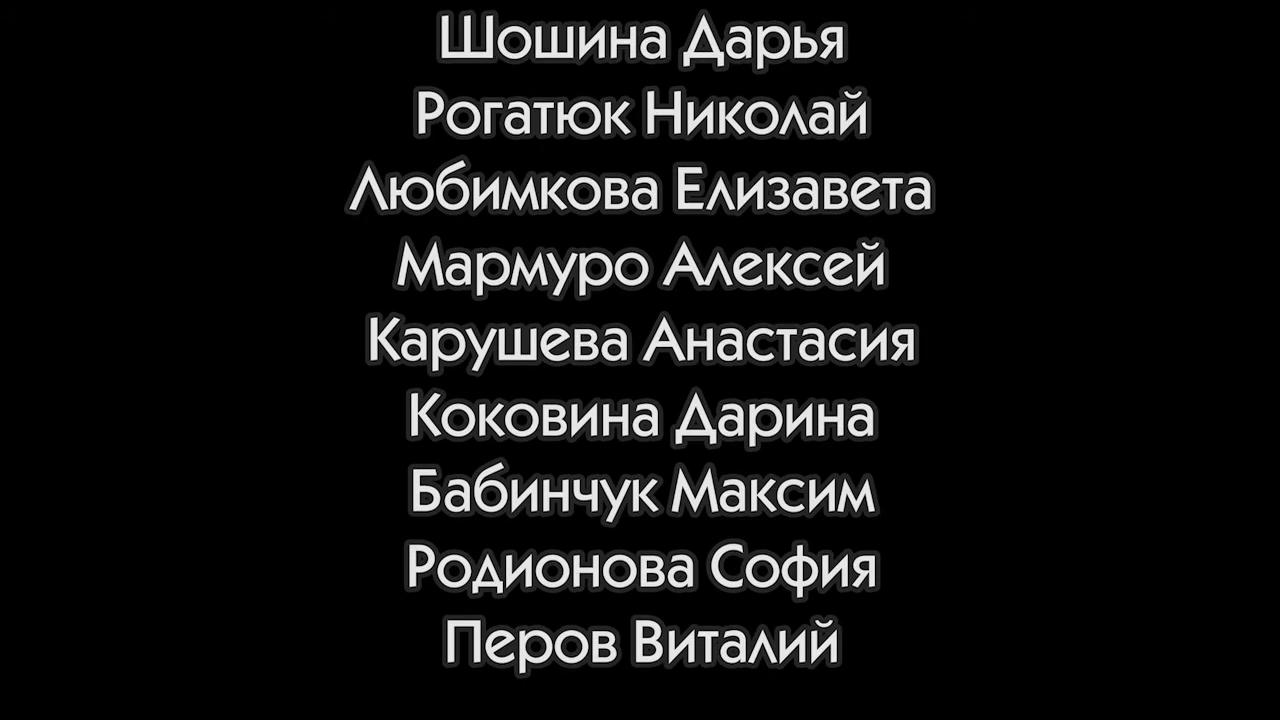 Шошина Дарья
Рогатюк Николай
Любимкова Елизавета
Мармуро Алексей
Карушева Анастасия
Коковина Дарина
Бабинчук Максим
Родионова София
Перов Виталий